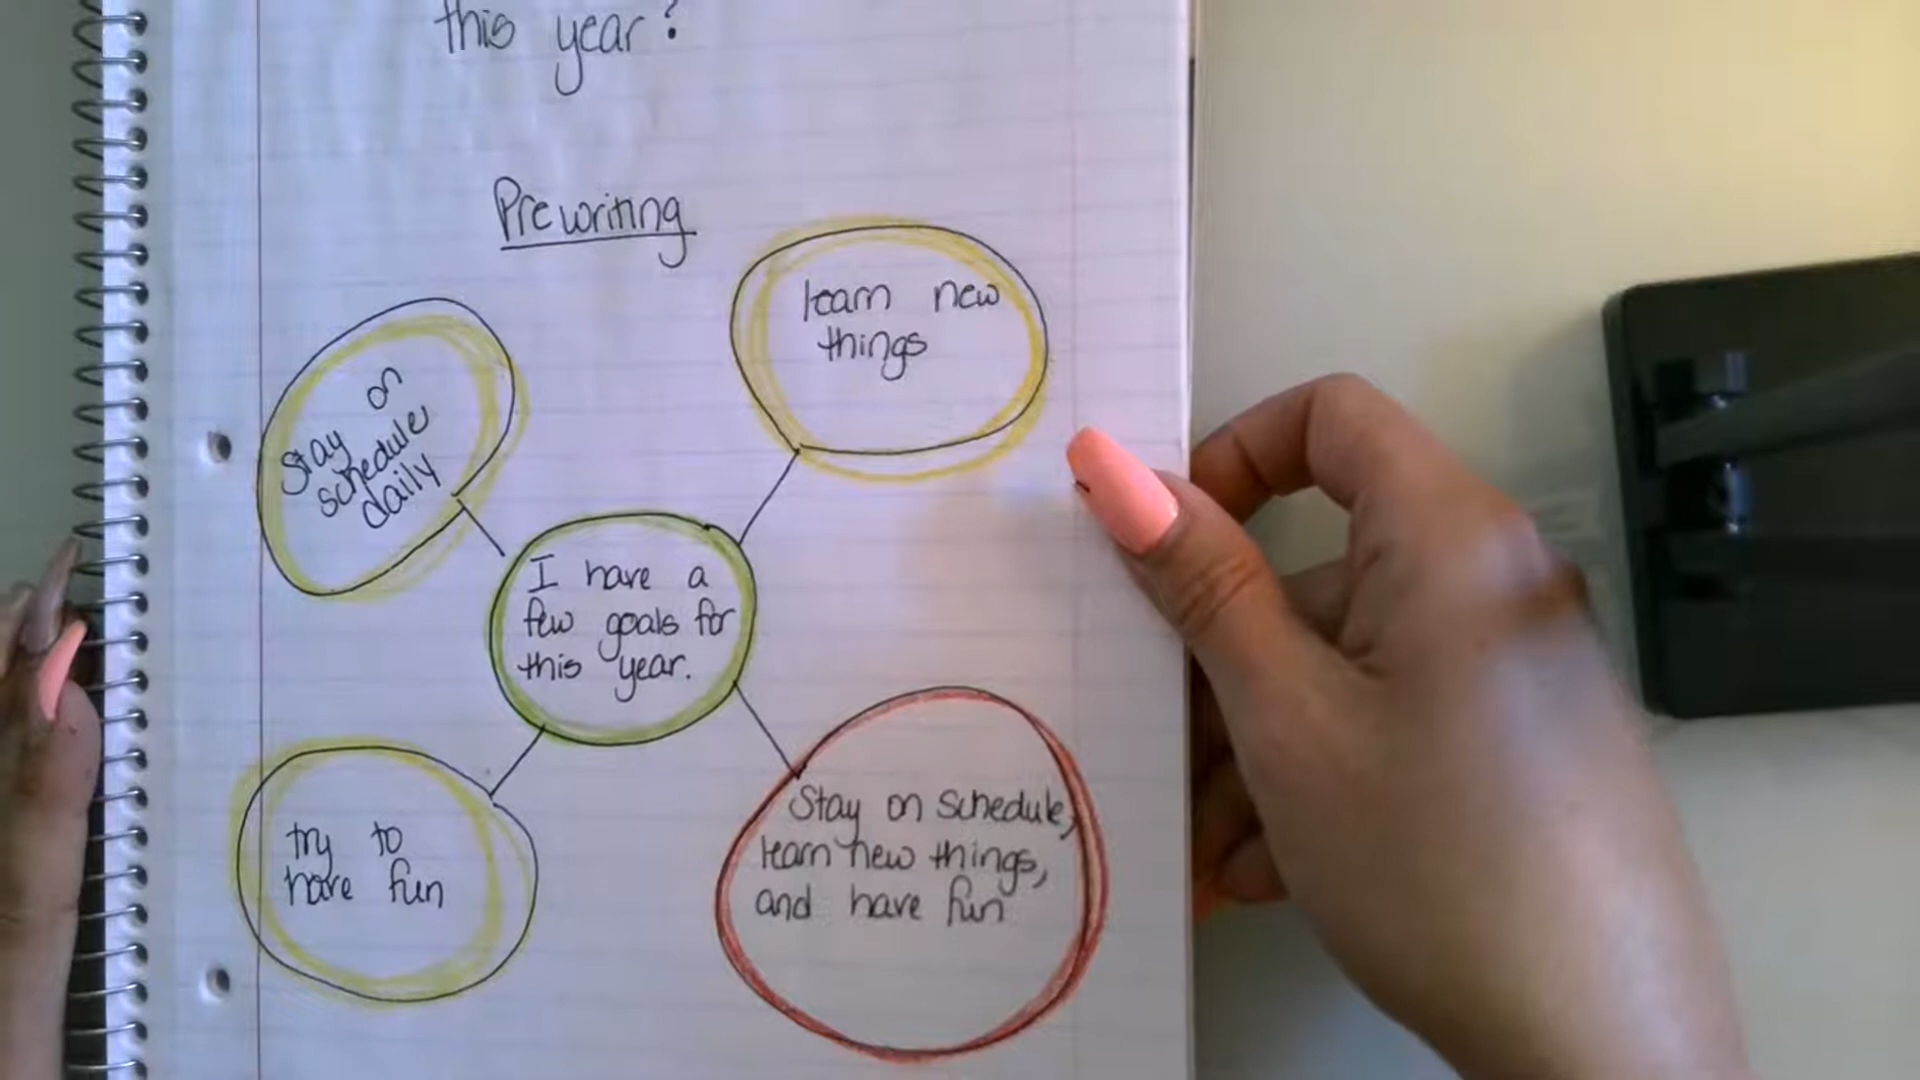 this year?
Prewriting
learn new
things
Stay on
schedule
daily
I have a
few goals for
this year.
try to
have fun
Stay on schedule,
learn new things,
and have fun